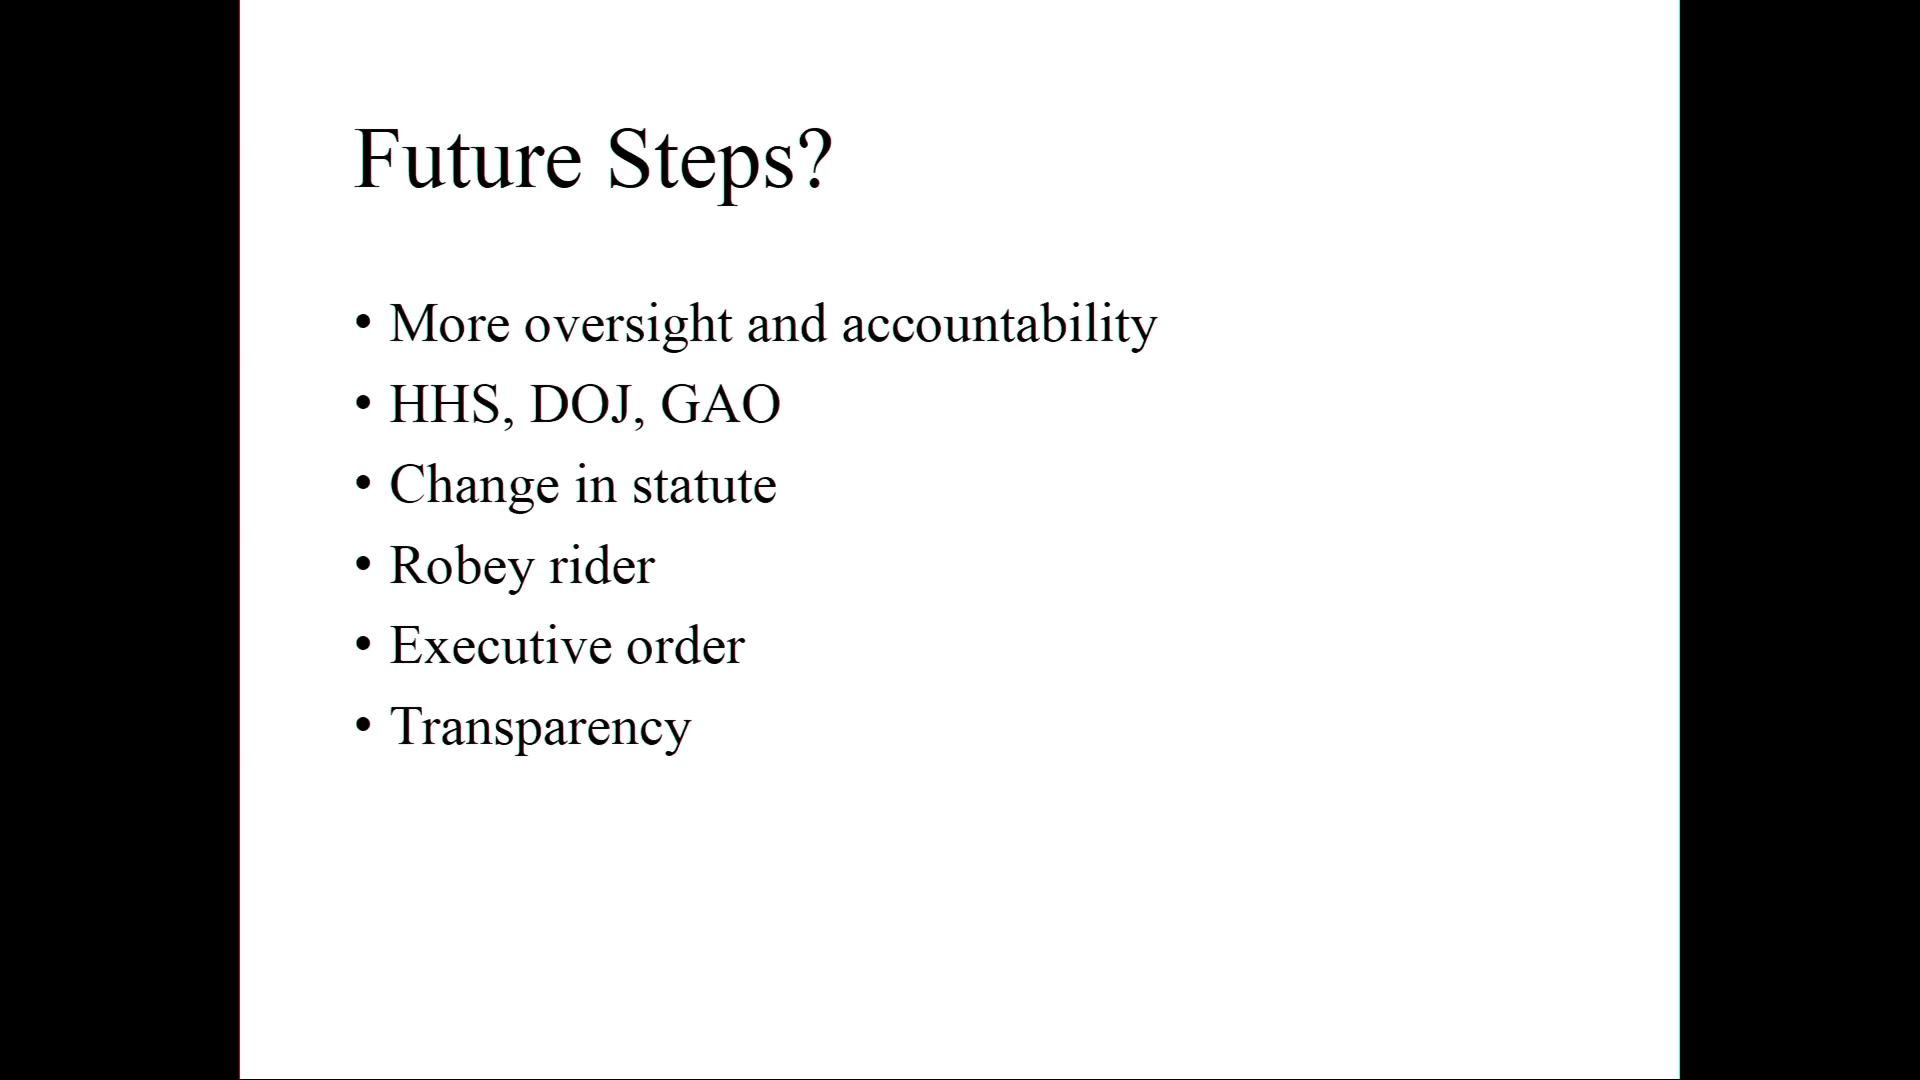 Future Steps?
• More oversight and accountability
• HHS, DOJ, GAO
• Change in statute
• Robey rider
• Executive order
• Transparency